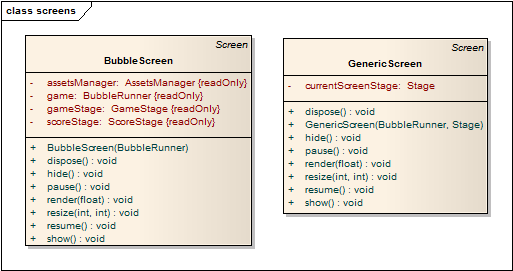 class screens
Screen
BubbleScreen
- assetsManager: AssetsManager {readOnly}
- game: BubbleRunner {readOnly}
- gameStage: GameStage {readOnly}
- scoreStage: ScoreStage {readOnly}
+ BubbleScreen(BubbleRunner)
+ dispose() : void
+ hide() : void
+ pause() : void
+ render(float) : void
+ resize(int, int) : void
+ resume() : void
+ show() : void
Screen
GenericScreen
- currentScreenStage: Stage
+ dispose() : void
+ GenericScreen(BubbleRunner, Stage)
+ hide() : void
+ pause() : void
+ render(float) : void
+ resize(int, int) : void
+ resume() : void
+ show() : void